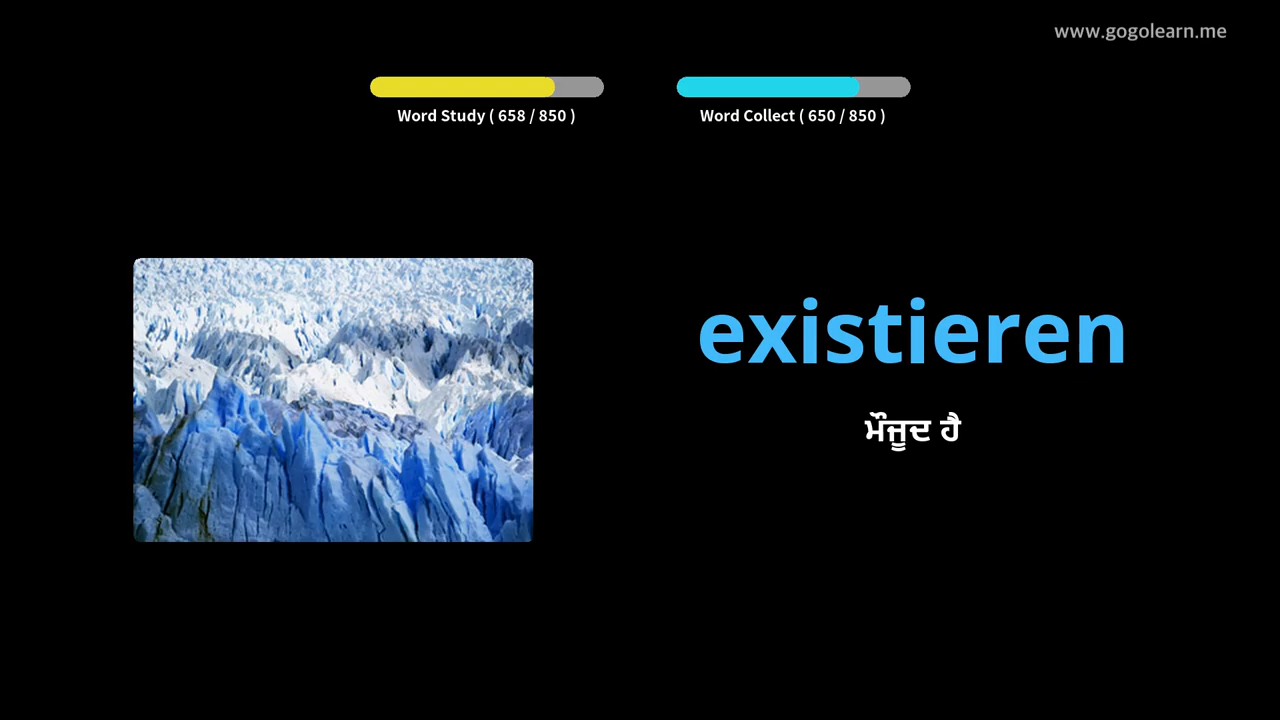 www.gogolearn.me
Word Study ( 658 / 850 )
Word Collect ( 650 / 850 )
existieren
ਮੌਜੂਦ ਹੈ